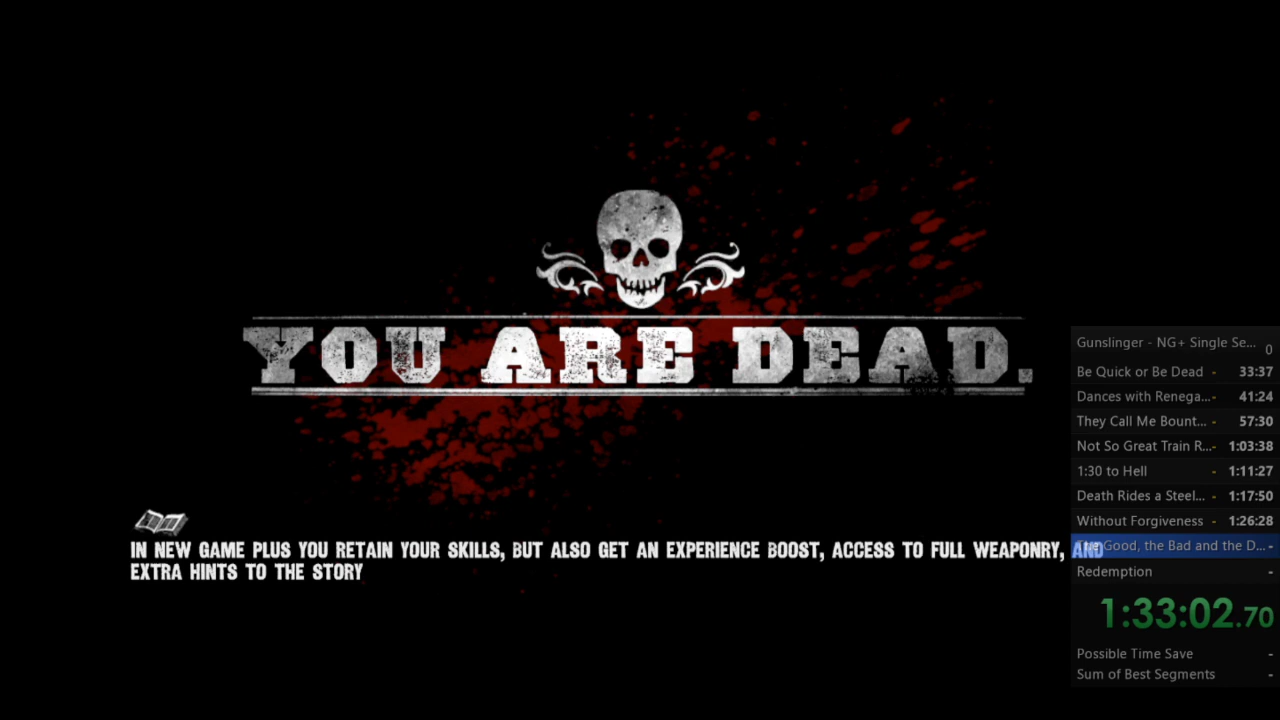 YOU ARE DEAD.
IN NEW GAME PLUS YOU RETAIN YOUR SKILLS, BUT ALSO GET AN EXPERIENCE BOOST, ACCESS TO FULL WEAPONRY, AND
EXTRA HINTS TO THE STORY
Gunslinger - NG+ Single Se... 0
Be Quick or Be Dead - 33:37
Dances with Renega... - 41:24
They Call Me Bount... - 57:30
Not So Great Train R... - 1:03:38
1:30 to Hell - 1:11:27
Death Rides a Steel... - 1:17:50
Without Forgiveness - 1:26:28
Good, the Bad and the D... -
Redemption -
1:33:02.70
Possible Time Save -
Sum of Best Segments -